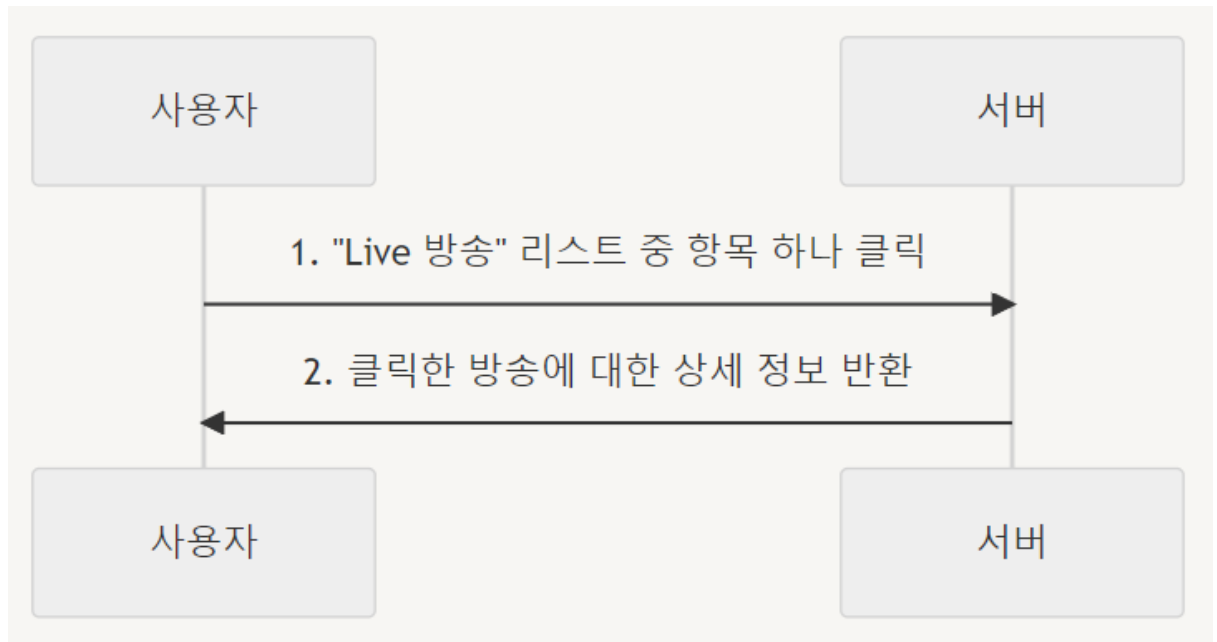 사용자
서버
1. "Live 방송" 리스트 중 항목 하나 클릭
2. 클릭한 방송에 대한 상세 정보 반환
사용자
서버